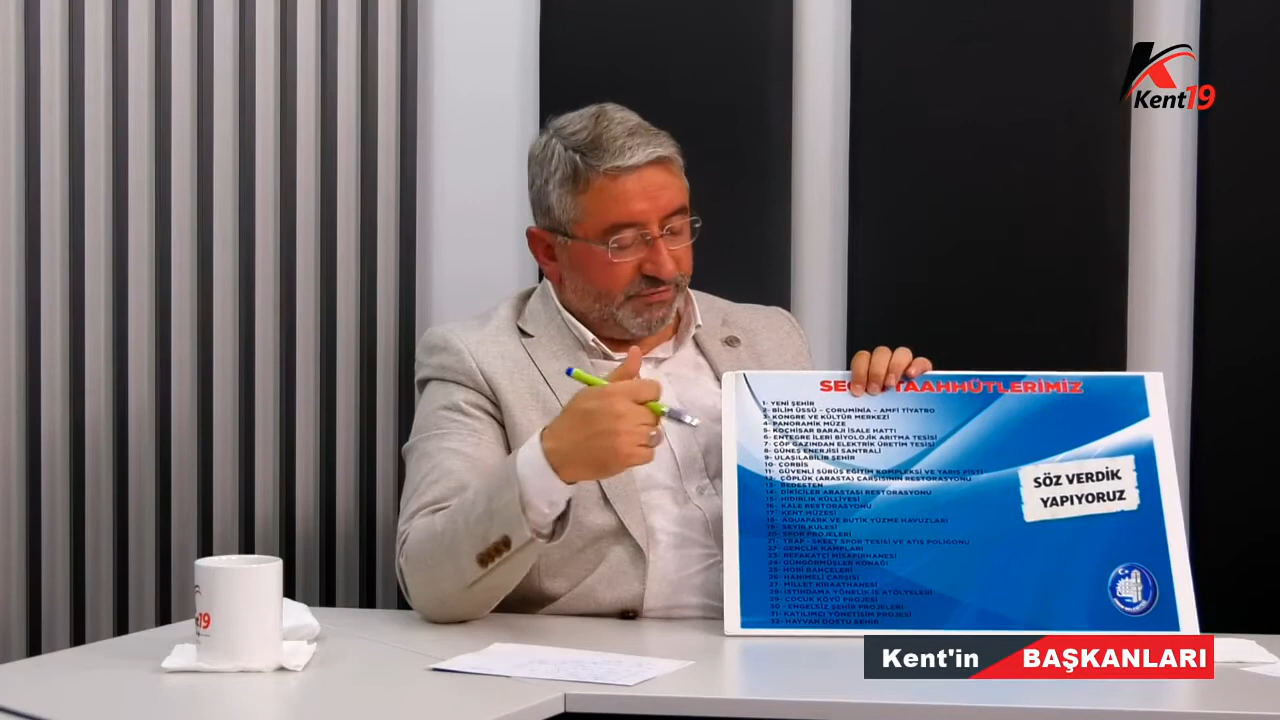 Kent19
SEÇ TAAHHÜTLERİMİZ
1- YENİ ŞEHİR
2- BİLİM ÜSSÜ - ÇORUMİNİA - AMFİ TİYATRO
3- KONGRE VE KÜLTÜR MERKEZİ
4- PANORAMİK MÜZE
5- KOÇHİSAR BARAJI İSALE HATTI
6- ENTEGRE İLERİ BİYOLOJİK ARITMA TESİSİ
7- ÇÖP GAZINDAN ELEKTRİK ÜRETİM TESİSİ
8- GÜNEŞ ENERJİSİ SANTRALİ
9- ULAŞILABİLİR ŞEHİR
10- ÇORBİS
11- GÜVENLİ SÜRÜŞ EĞİTİM KOMPLEKSİ VE YARIŞ PİSTİ
12- ÇÖPLÜK (ARASTA) ÇARŞISININ RESTORASYONU
13- BEDESTEN
14- DİKİCİLER ARASTASI RESTORASYONU
15- HIDIRLIK KÜLLİYESİ
16- KALE RESTORASYONU
17- KENT MÜZESİ
18- AQUAPARK VE BUTİK YÜZME HAVUZLARI
19- SEYİR KULESİ
20- SPOR PROJELERİ
21- TRAP - SKEET SPOR TESİSİ VE ATIŞ POLİGONU
22- GENÇLİK KAMPLARI
23- REFAKATÇİ MİSAFİRHANESİ
24- GÜNGÖRMÜŞLER KONAĞI
25- HOBİ BAHÇELERİ
26- HANIMELİ ÇARŞISI
27- MİLLET KIRAATHANESİ
28- İSTİHDAMA YÖNELİK İŞ ATÖLYELERİ
29- ÇOCUK KÖYÜ PROJESİ
30 - ENGELSİZ ŞEHİR PROJELERİ
31- KATILIMCI YÖNETİŞİM PROJESİ
32- HAYVAN DOSTU ŞEHİR
SÖZ VERDİK
YAPIYORUZ
19
Kent'in BAŞKANLARI